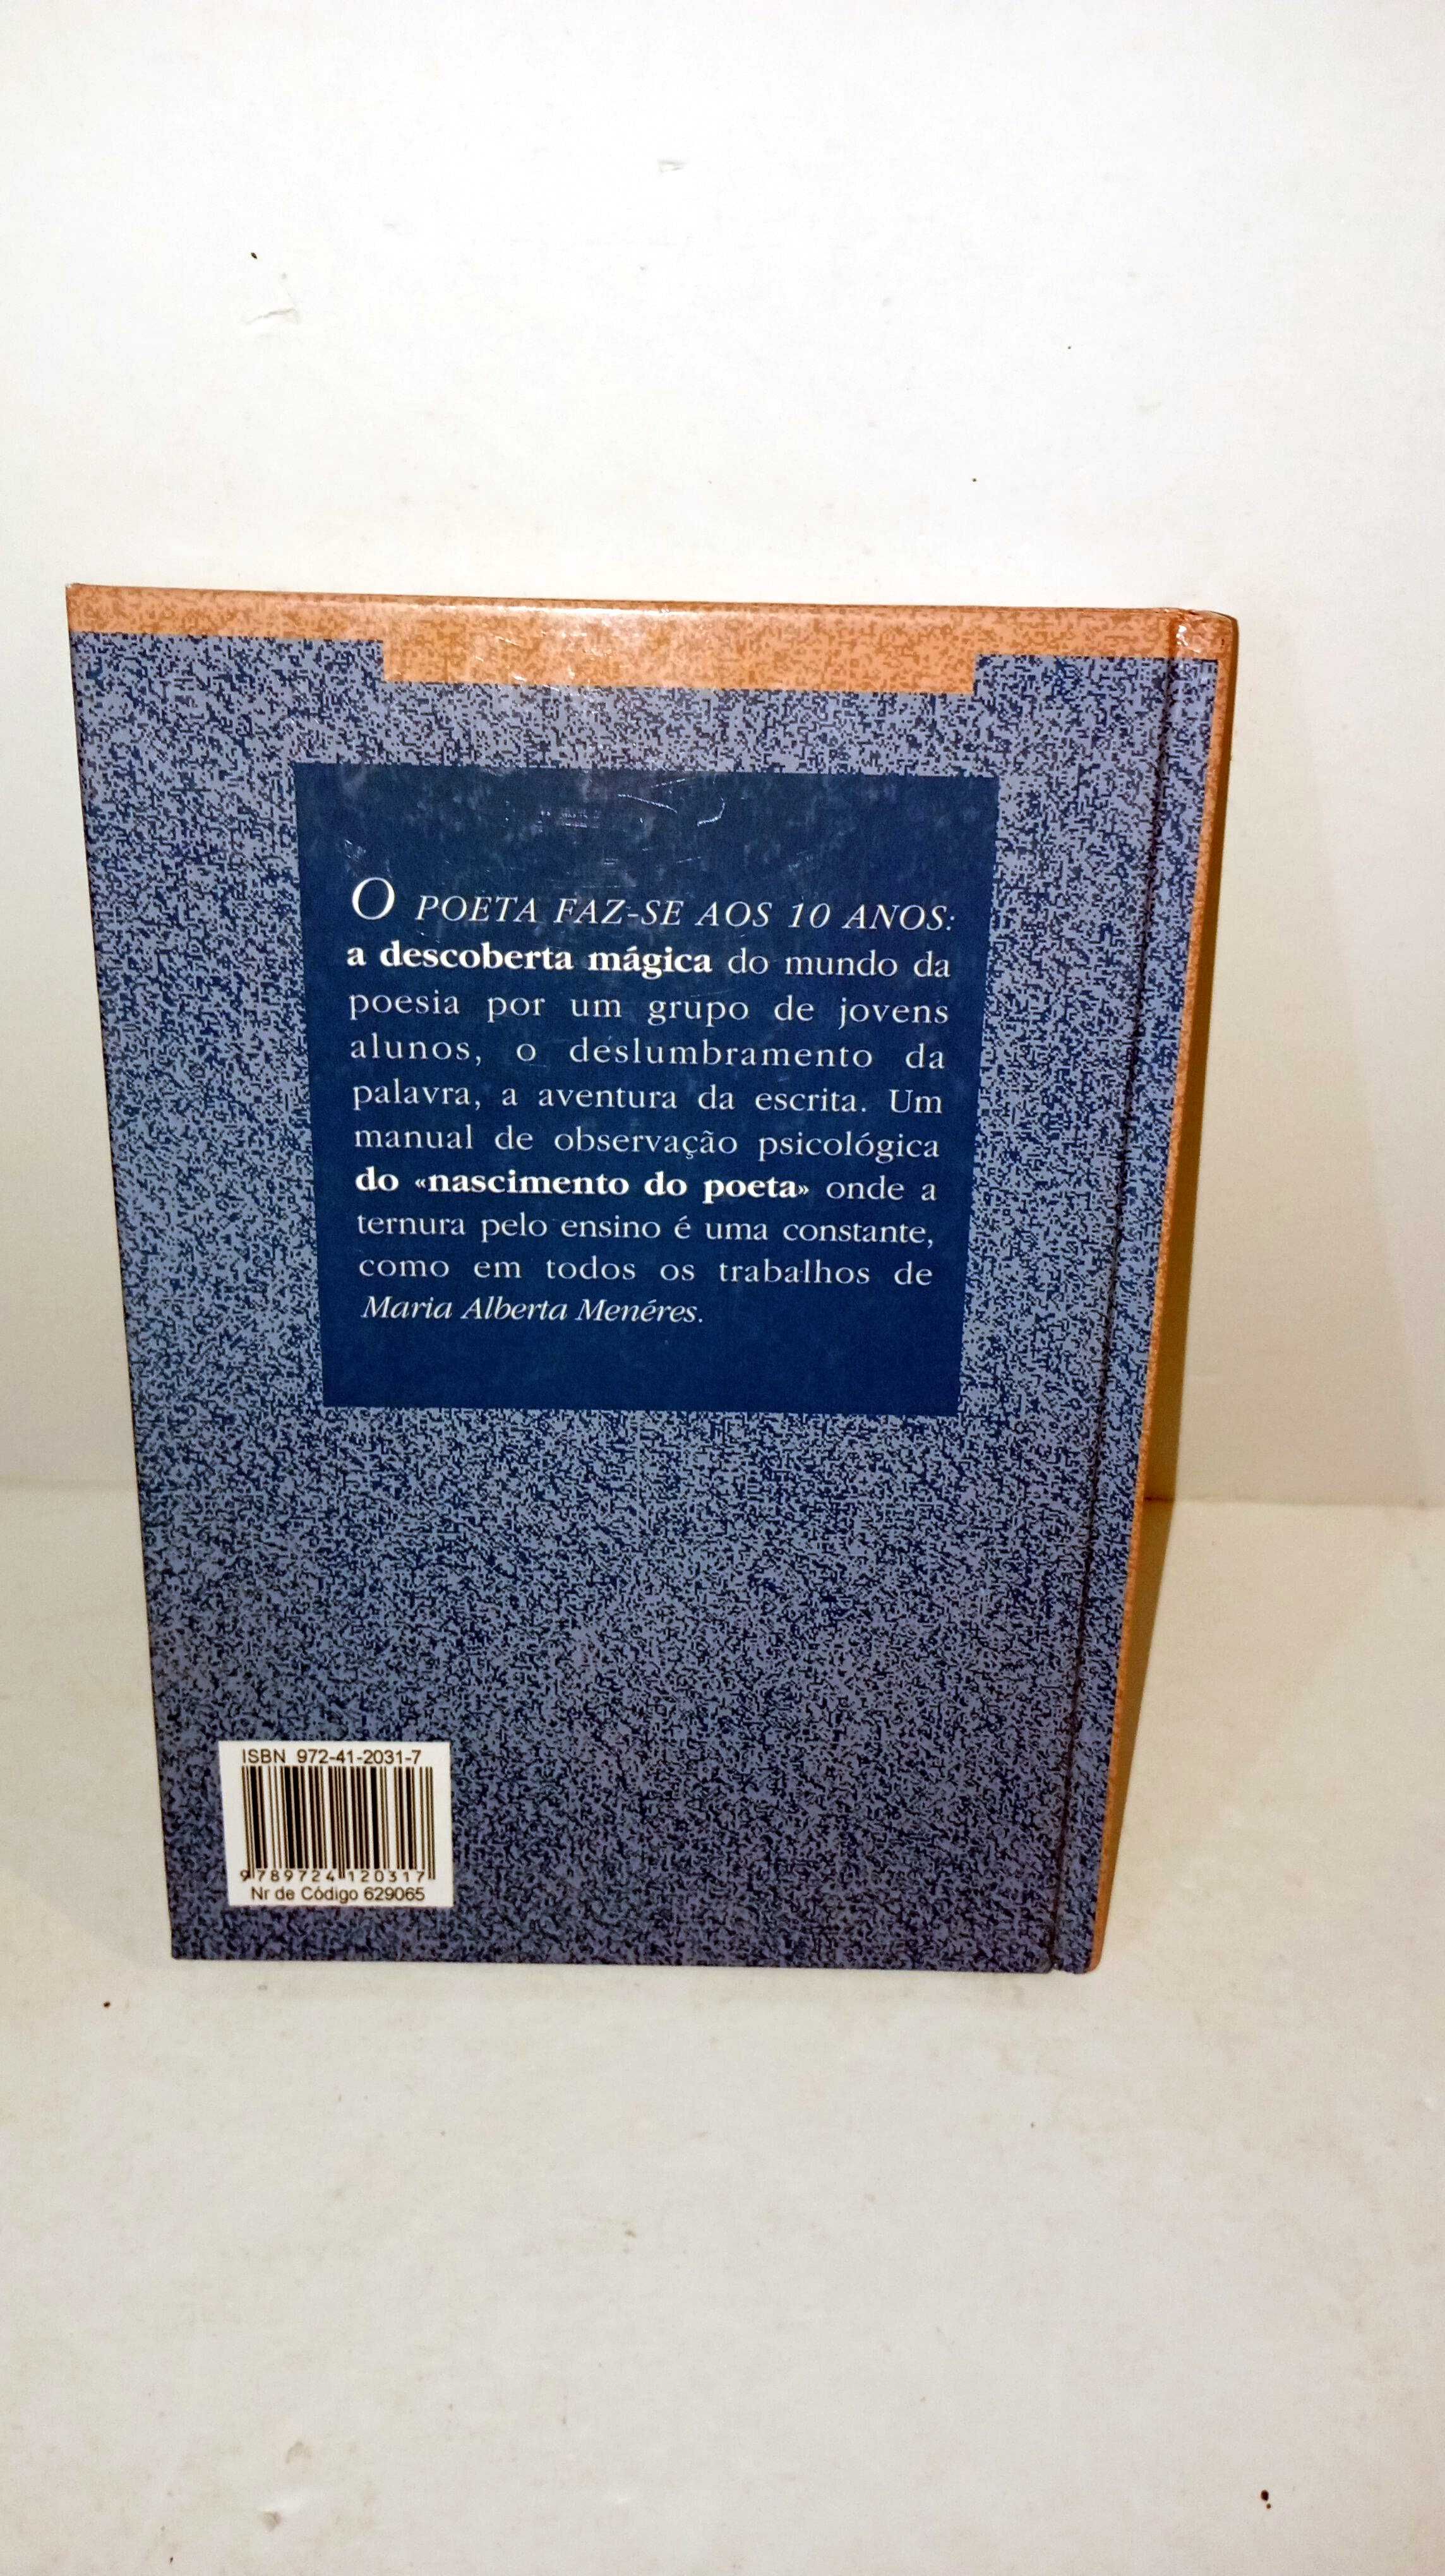 O POETA FAZ-SE AOS 10 ANOS:
a descoberta mágica do mundo da
poesia por um grupo de jovens
alunos, o deslumbramento da
palavra, a aventura da escrita. Um
manual de observação psicológica
do «nascimento do poeta» onde a
ternura pelo ensino é uma constante,
como em todos os trabalhos de
Maria Alberta Menéres.
ISBN 972-41-2031-7
9 789724 120317
Nr de Código 629065